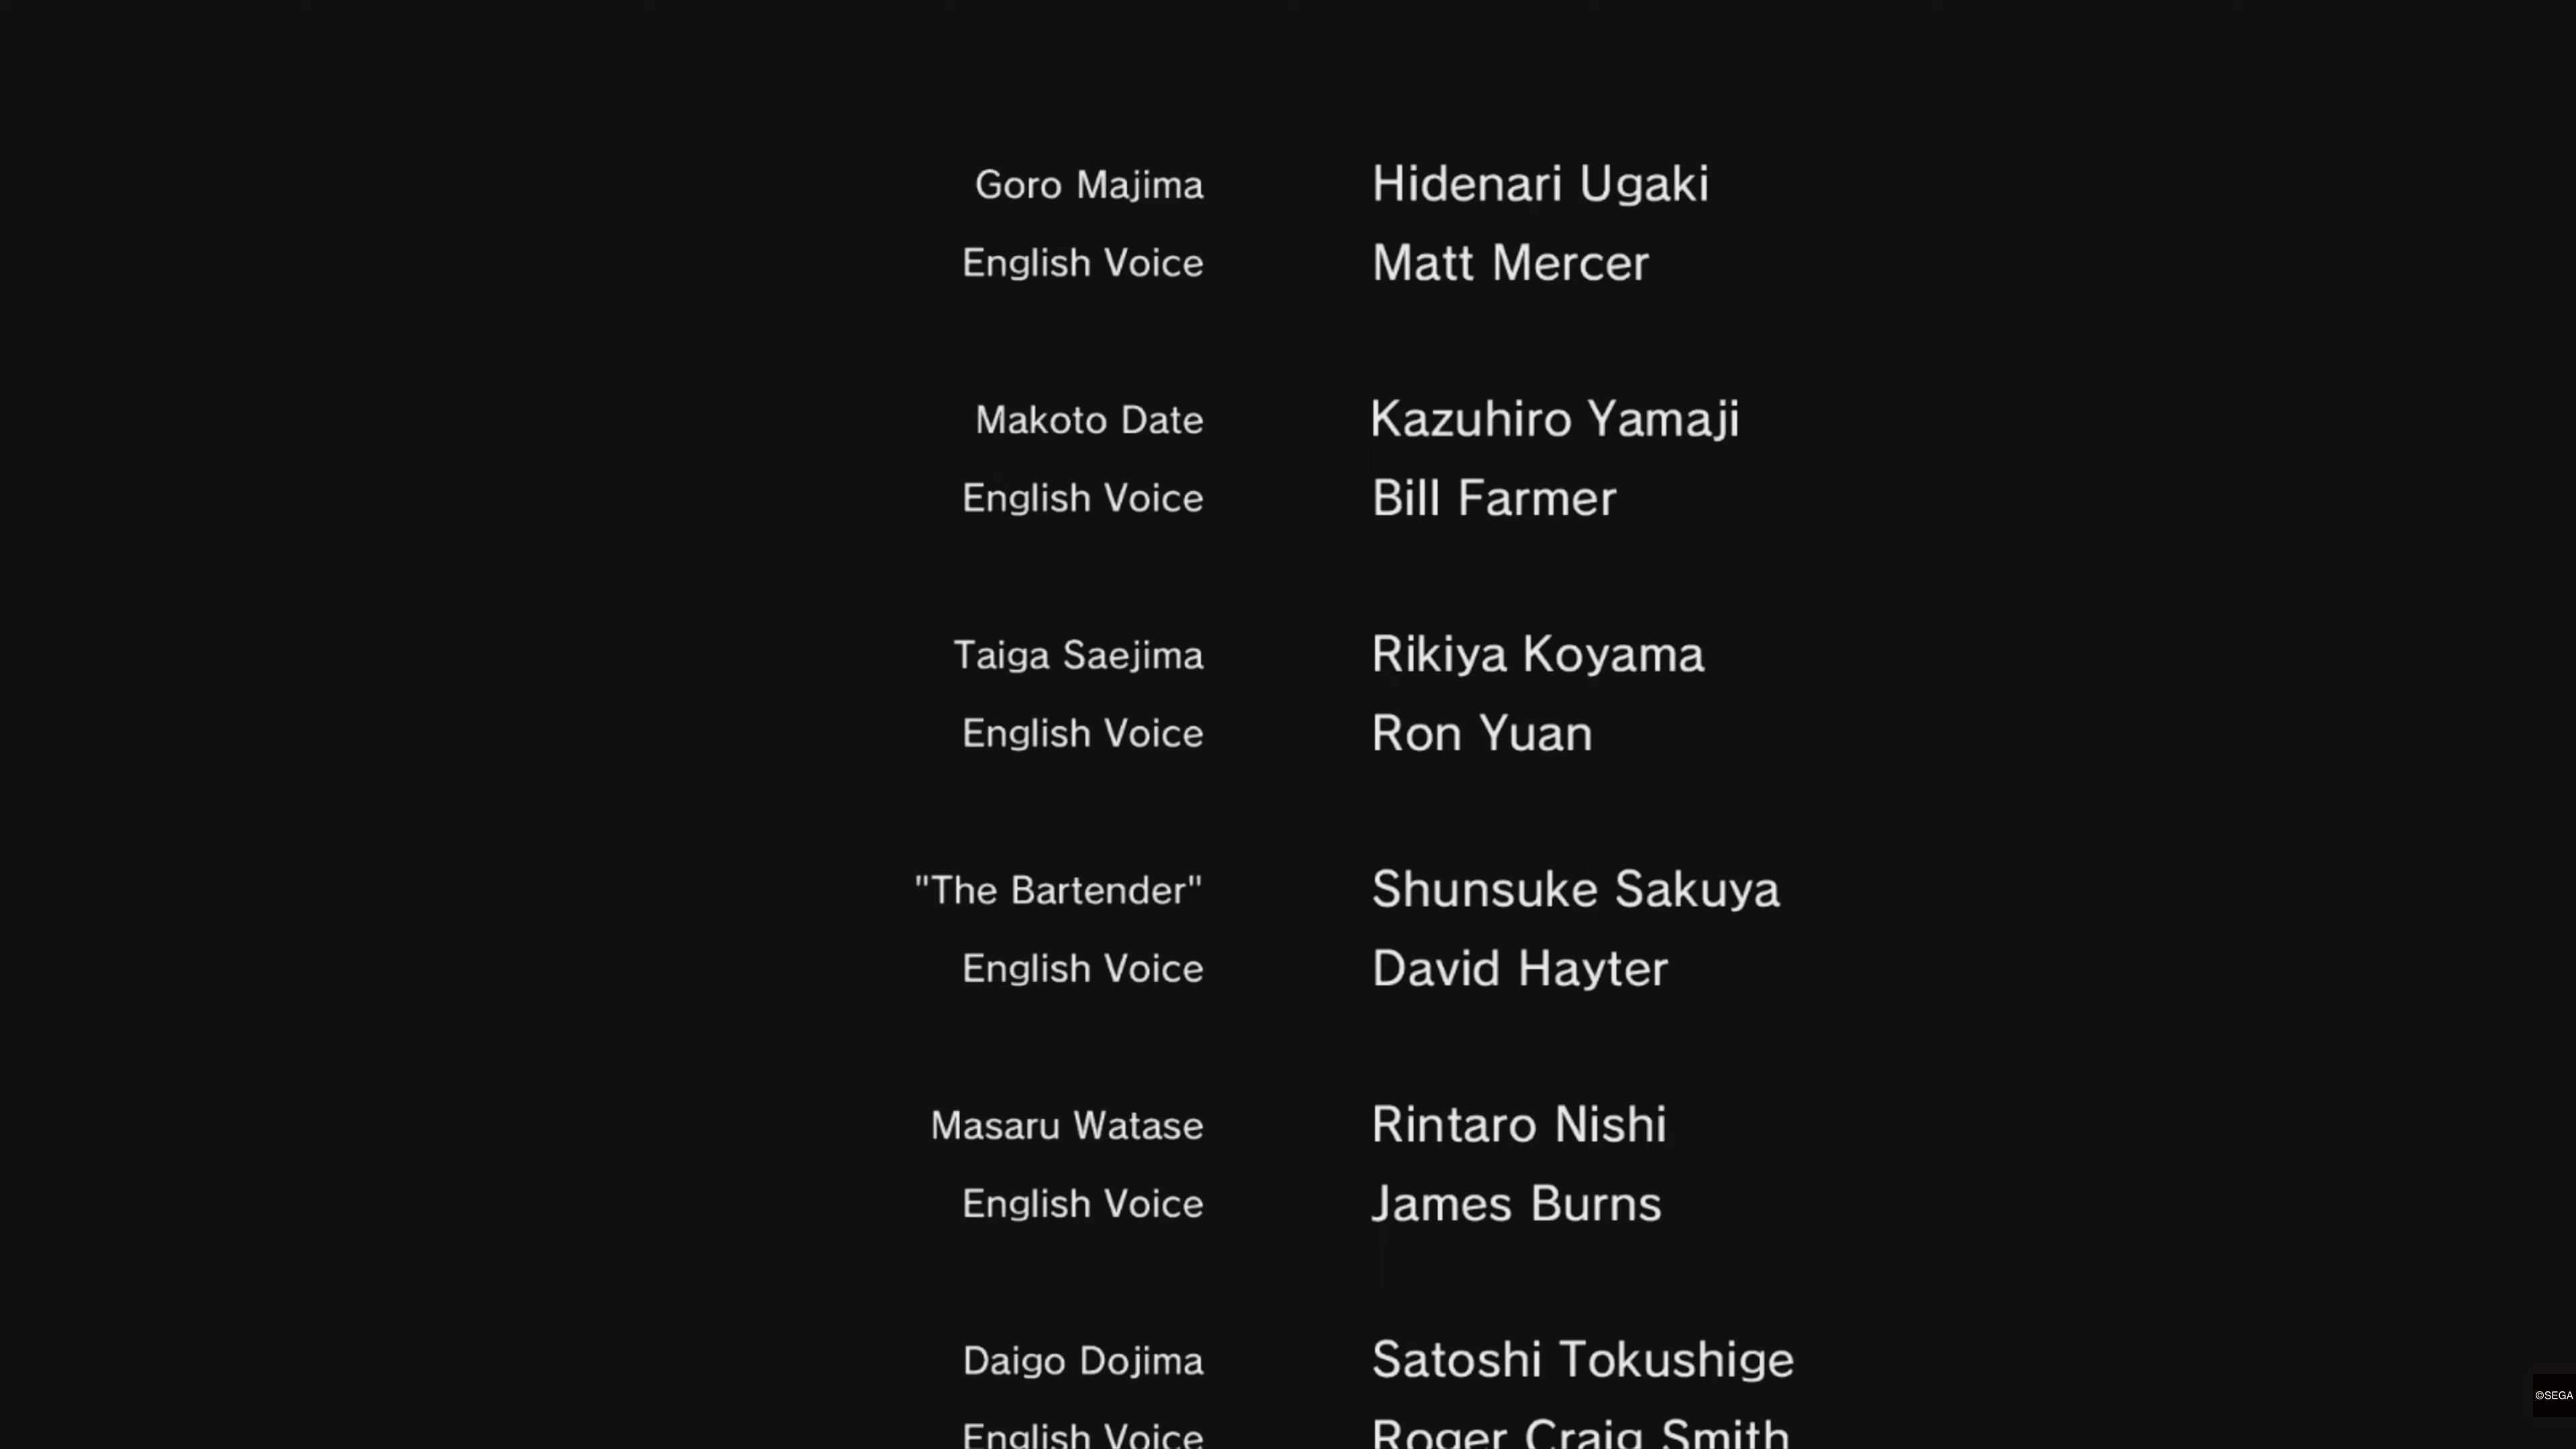 Goro Majima Hidenari Ugaki
English Voice Matt Mercer
Makoto Date Kazuhiro Yamaji
English Voice Bill Farmer
Taiga Saejima Rikiya Koyama
English Voice Ron Yuan
"The Bartender" Shunsuke Sakuya
English Voice David Hayter
Masaru Watase Rintaro Nishi
English Voice James Burns
Daigo Dojima Satoshi Tokushige
©SEGA
English Voice Roger Craig Smith